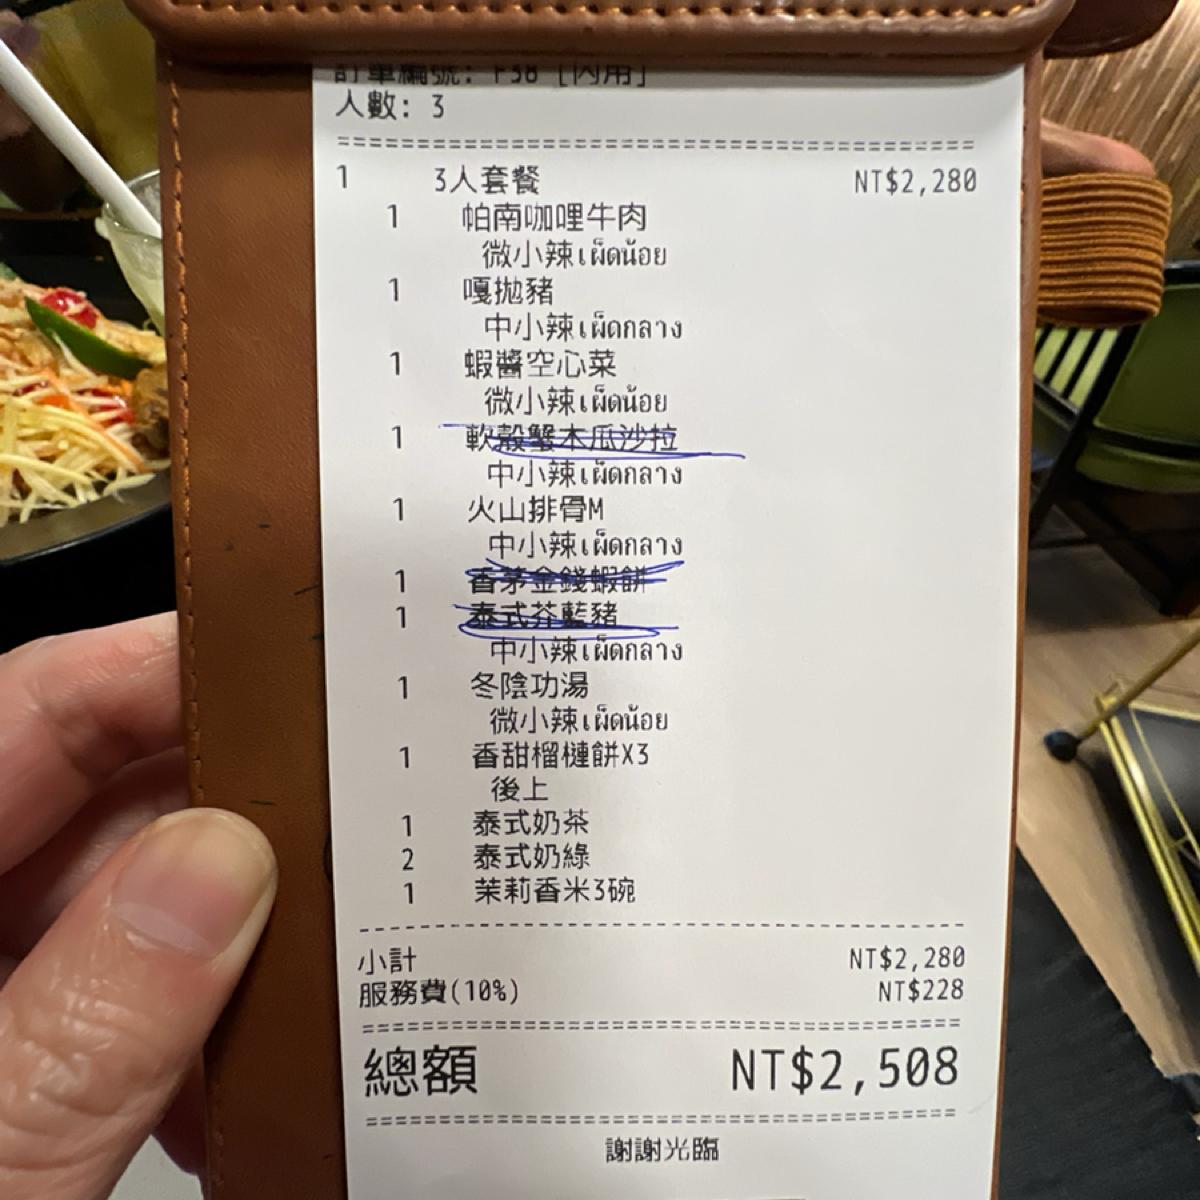 訂單編號: F38 [內用]
人數: 3
1 3人套餐 NT$2,280
1 帕南咖哩牛肉
微小辣เผ็ดน้อย
1 嘎拋豬
中小辣เผ็ดกลาง
1 蝦醬空心菜
微小辣เผ็ดน้อย
1 軟殼蟹木瓜沙拉
中小辣เผ็ดกลาง
1 火山排骨M
中小辣เผ็ดกลาง
1 香茅金錢蝦餅
1 泰式芥藍豬
中小辣เผ็ดกลาง
1 冬陰功湯
微小辣เผ็ดน้อย
1 香甜榴槤餅X3
後上
1 泰式奶茶
2 泰式奶綠
1 茉莉香米3碗
小計 NT$2,280
服務費(10%) NT$228
總額 NT$2,508
謝謝光臨